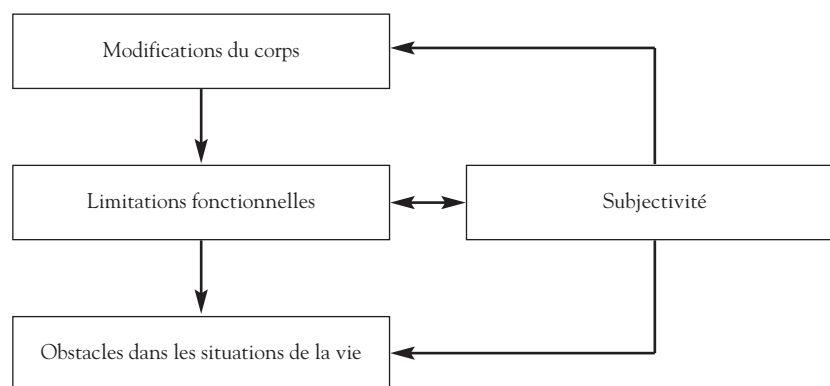 Modifications du corps
Limitations fonctionnelles
Subjectivité
Obstacles dans les situations de la vie